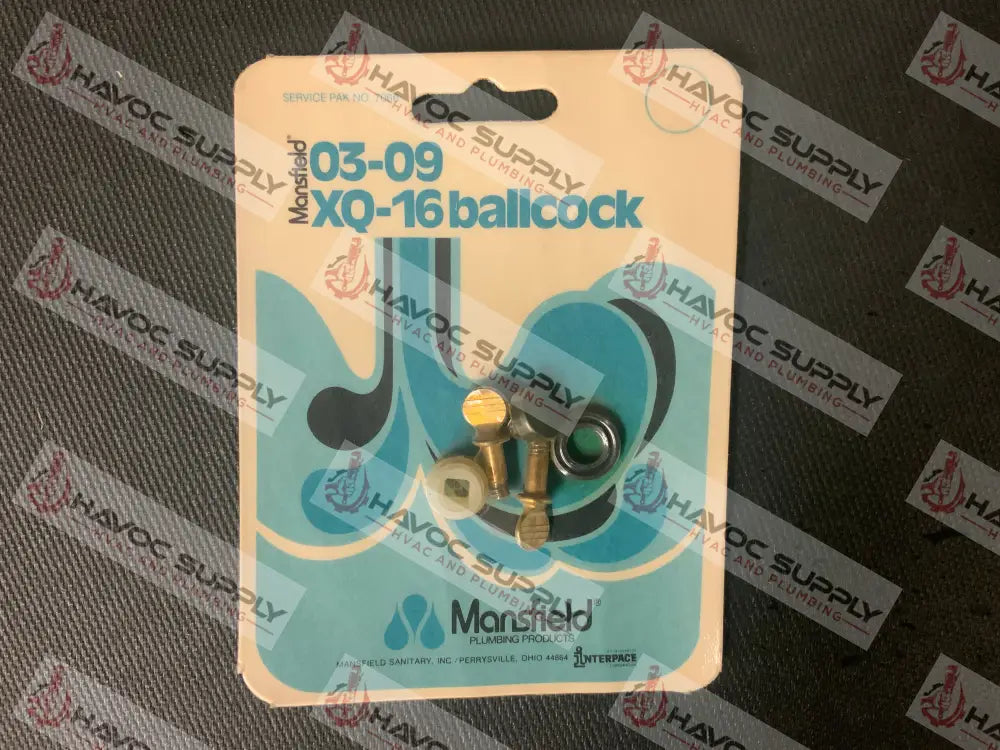 SERVICE PAK NO.
Mansfield®
03-09
XQ-16 ballcock
Mansfield®
PLUMBING PRODUCTS
MANSFIELD SANITARY, INC./PERRYSVILLE, OHIO 44864
INTERPACE
HAVOC SUPPLY
HVAC AND PLUMBING